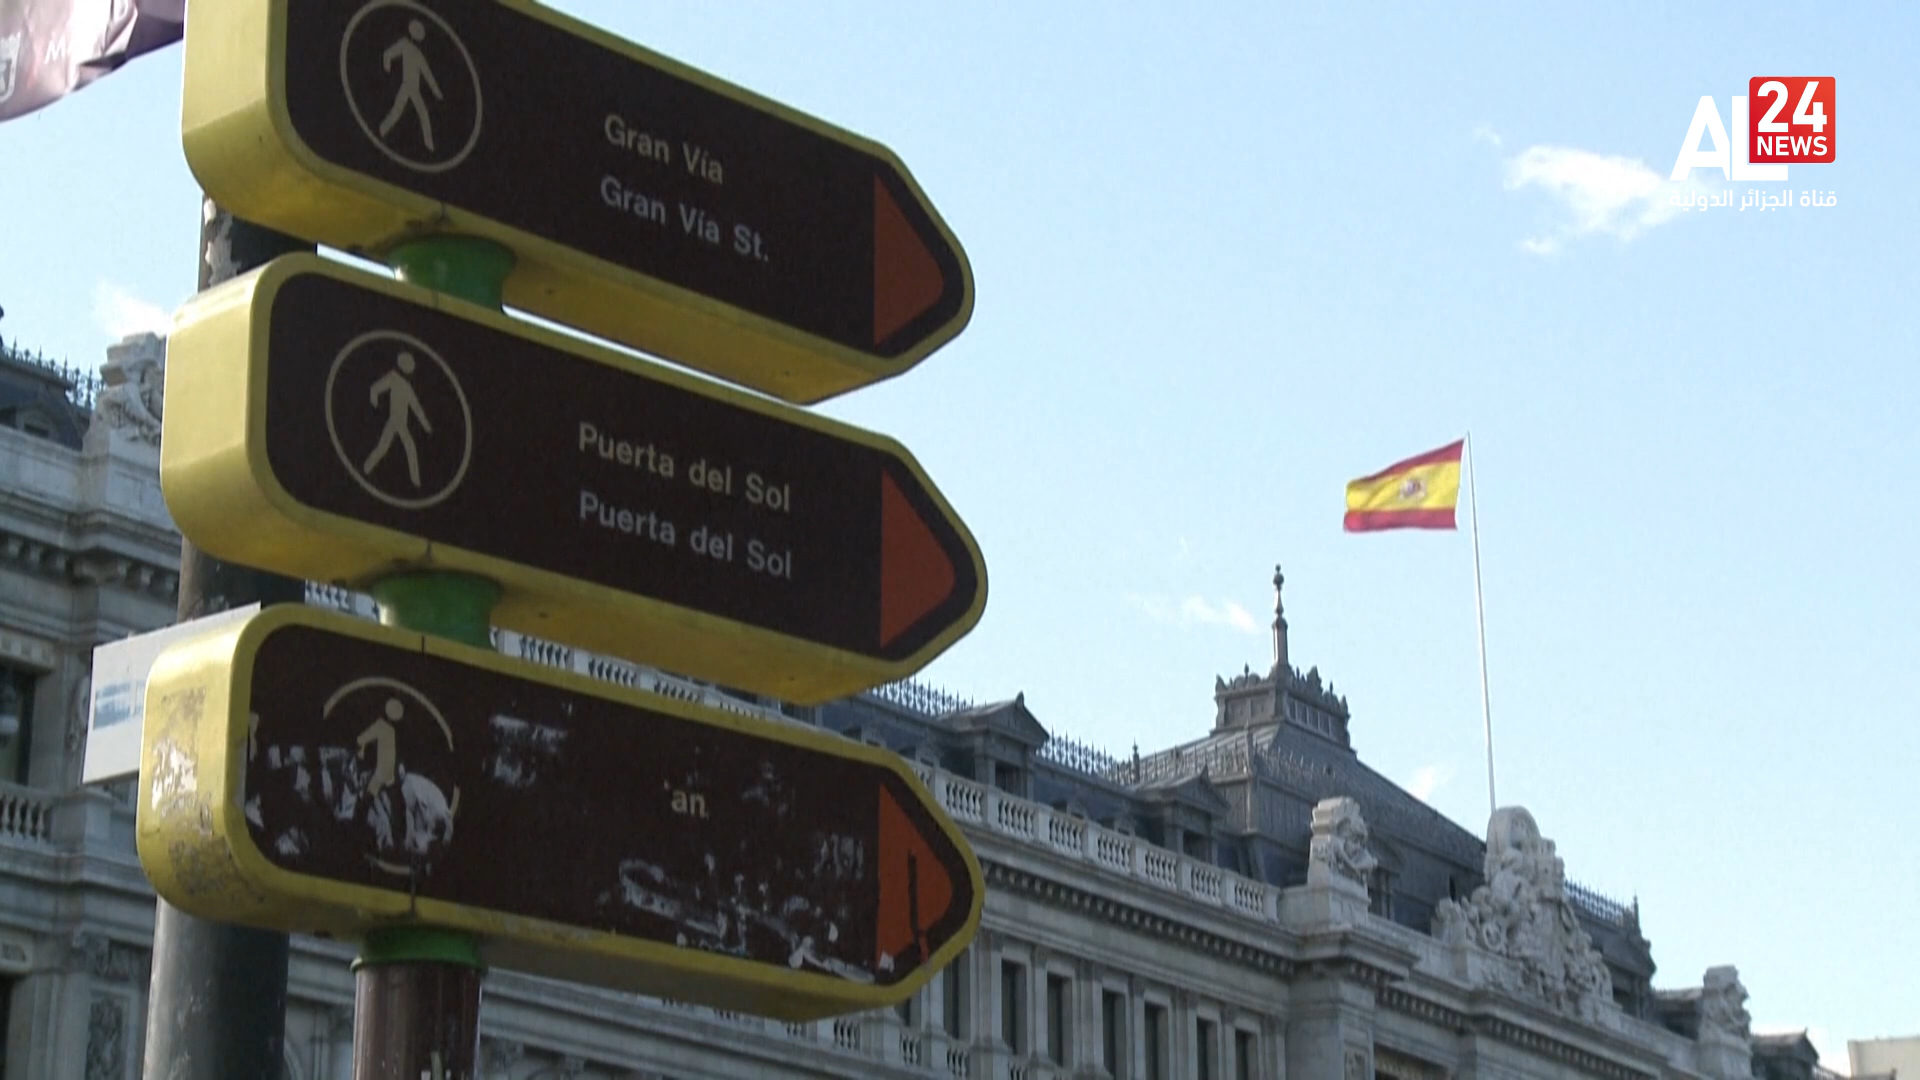 Gran Vía
Gran Vía St.
Puerta del Sol
Puerta del Sol
an
AL
24
NEWS
قناة الجزائر الدولية